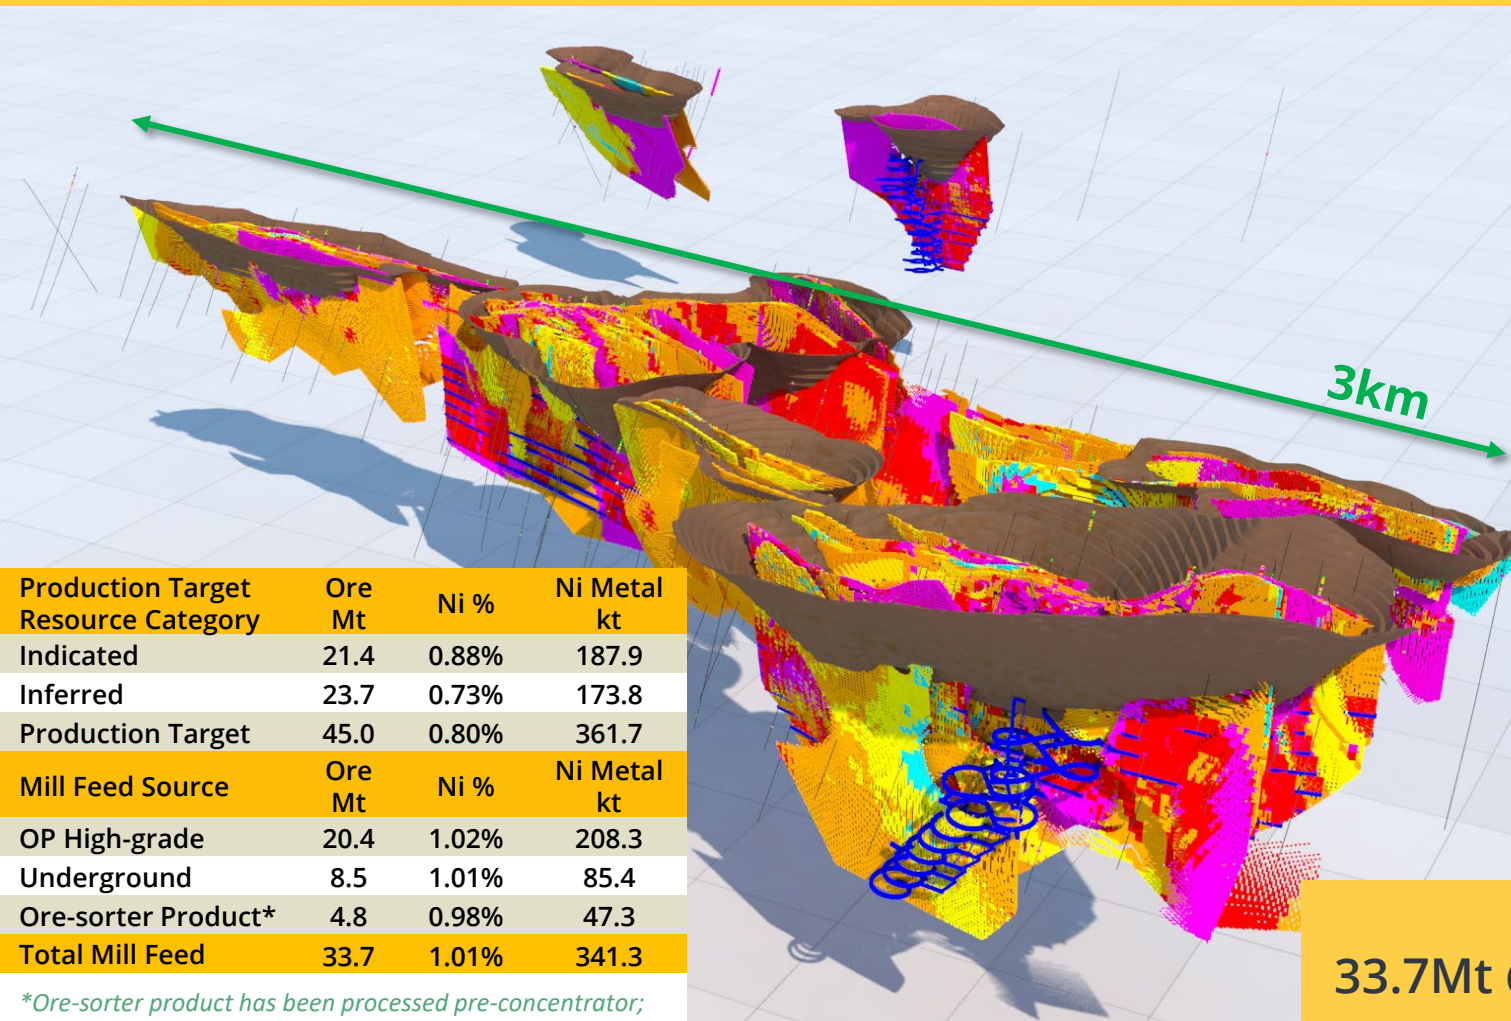 3km
Production Target Ore Ni % Ni Metal
Resource Category Mt kt
Indicated 21.4 0.88% 187.9
Inferred 23.7 0.73% 173.8
Production Target 45.0 0.80% 361.7
Mill Feed Source Ore Mt Ni % Ni Metal kt
OP High-grade 20.4 1.02% 208.3
Underground 8.5 1.01% 85.4
Ore-sorter Product* 4.8 0.98% 47.3
Total Mill Feed 33.7 1.01% 341.3
*Ore-sorter product has been processed pre-concentrator;
33.7Mt